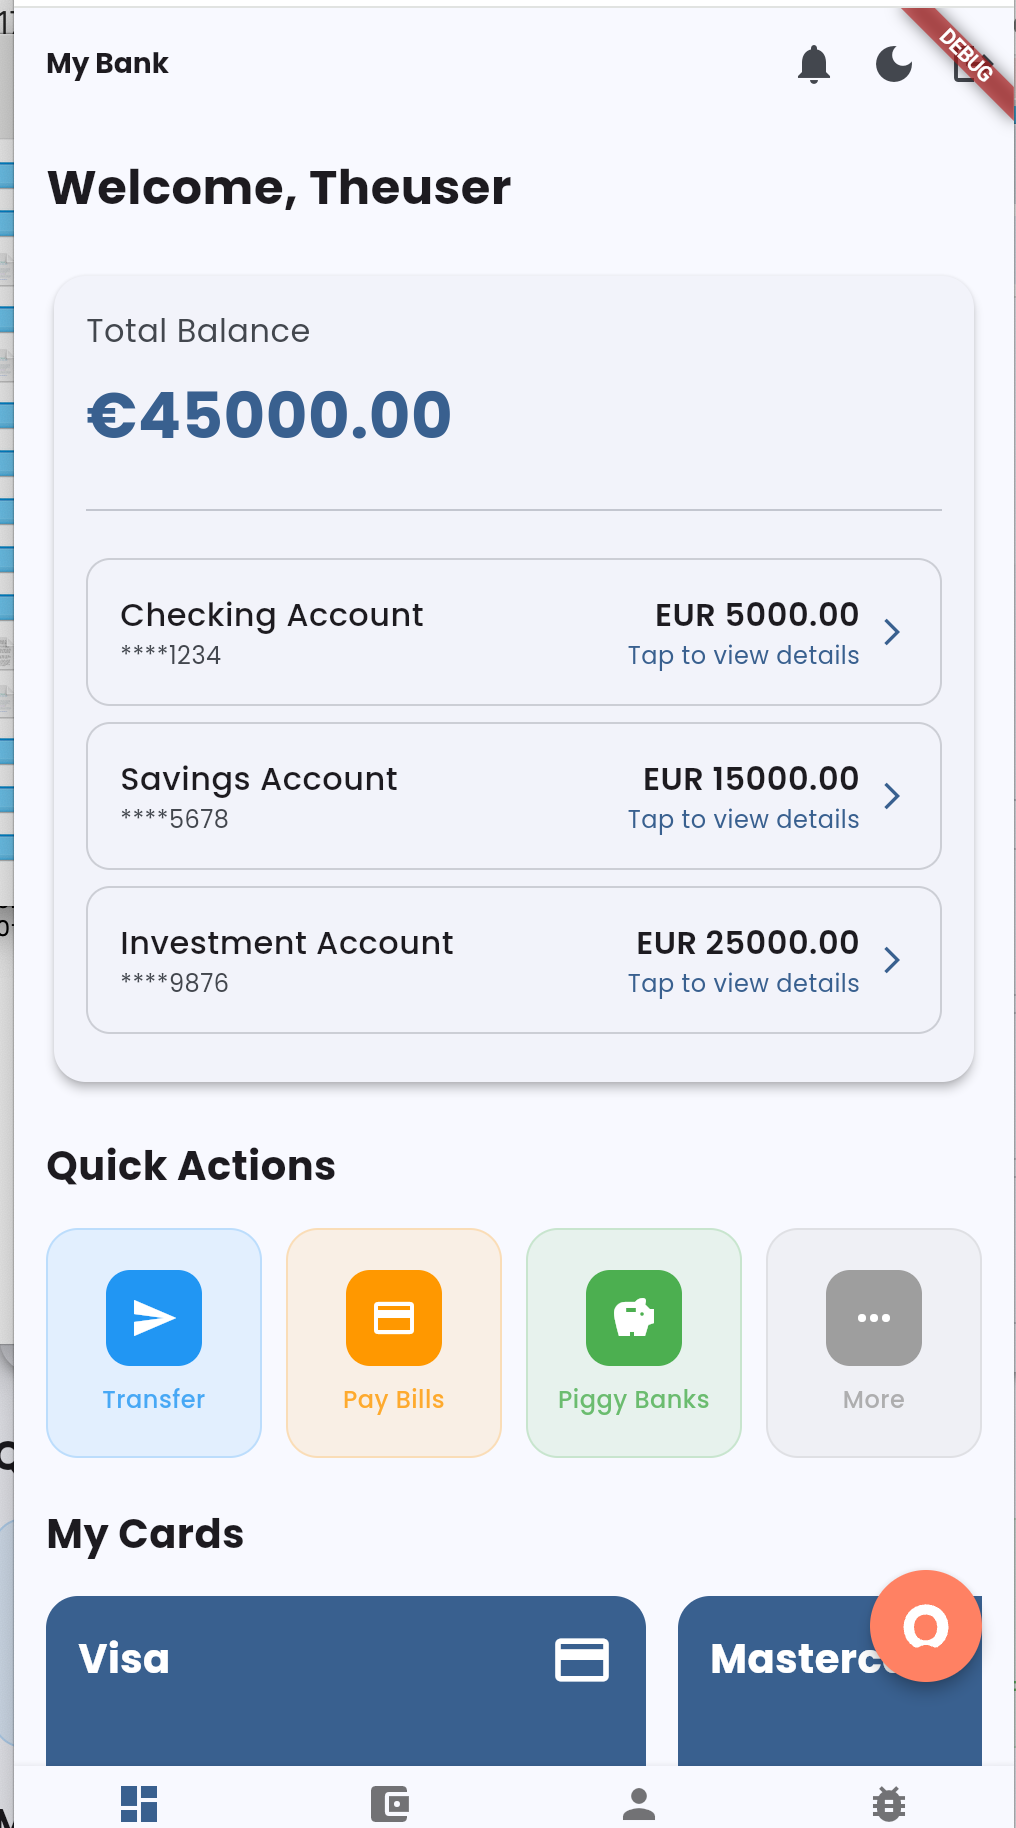 My Bank
DEBUG
Welcome, Theuser
Total Balance
€45000.00
Checking Account
EUR 5000.00
****1234
Tap to view details
Savings Account
EUR 15000.00
****5678
Tap to view details
Investment Account
EUR 25000.00
****9876
Tap to view details
Quick Actions
Transfer
Pay Bills
Piggy Banks
More
My Cards
Visa